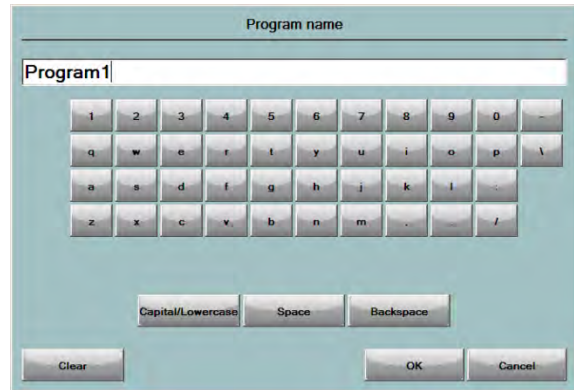 Program name
Program1
1 2 3 4 5 6 7 8 9 0 -
q w e r t y u i o p \
a s d f g h j k l :
z x c v b n m . _ /
Capital/Lowercase Space Backspace
Clear OK Cancel